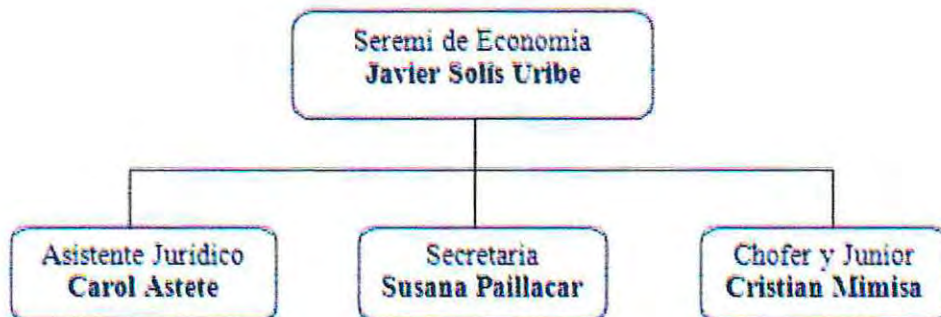 Seremi de Economía
Javier Solís Uribe
Asistente Jurídico
Carol Astete
Secretaria
Susana Paillacar
Chofer y Junior
Cristian Mimisa